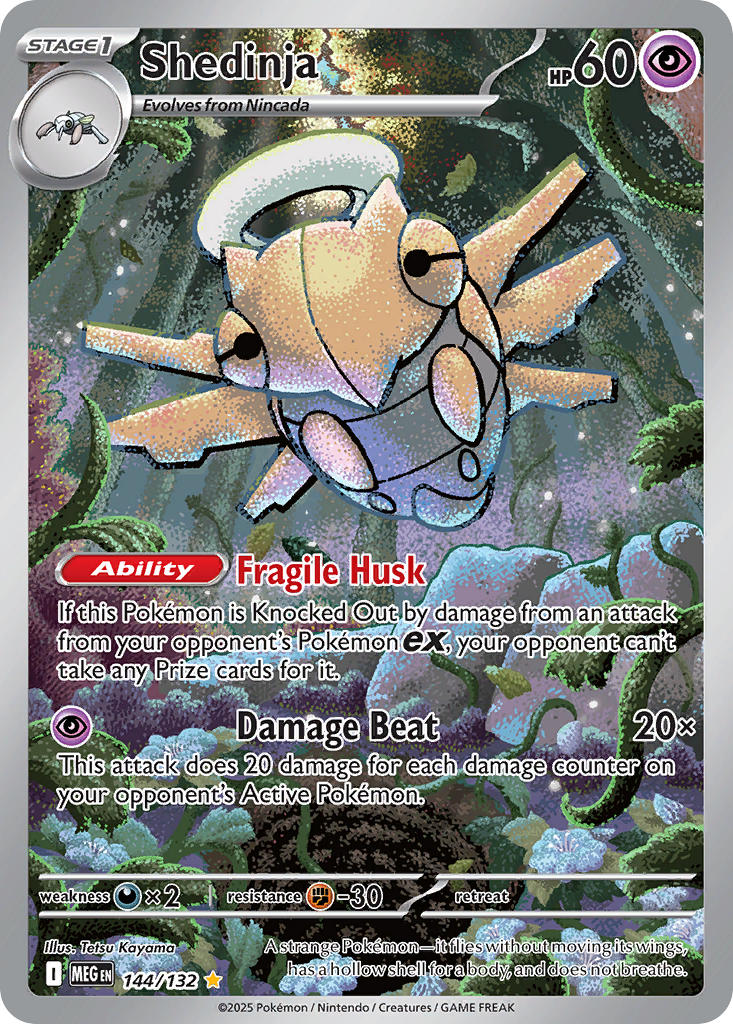 STAGE1
Shedinja
HP60
Evolves from Nincada
Ability Fragile Husk
If this Pokémon is Knocked Out by damage from an attack
from your opponent's Pokémon ex, your opponent can't
take any Prize cards for it.
Damage Beat 20×
This attack does 20 damage for each damage counter on
your opponent's Active Pokémon.
weakness ×2 resistance -30 retreat
Illus. Tetsu Kayama
A strange Pokémon—it flies without moving its wings,
has a hollow shell for a body, and does not breathe.
I MEG EN 144/132
©2025 Pokémon / Nintendo / Creatures / GAME FREAK